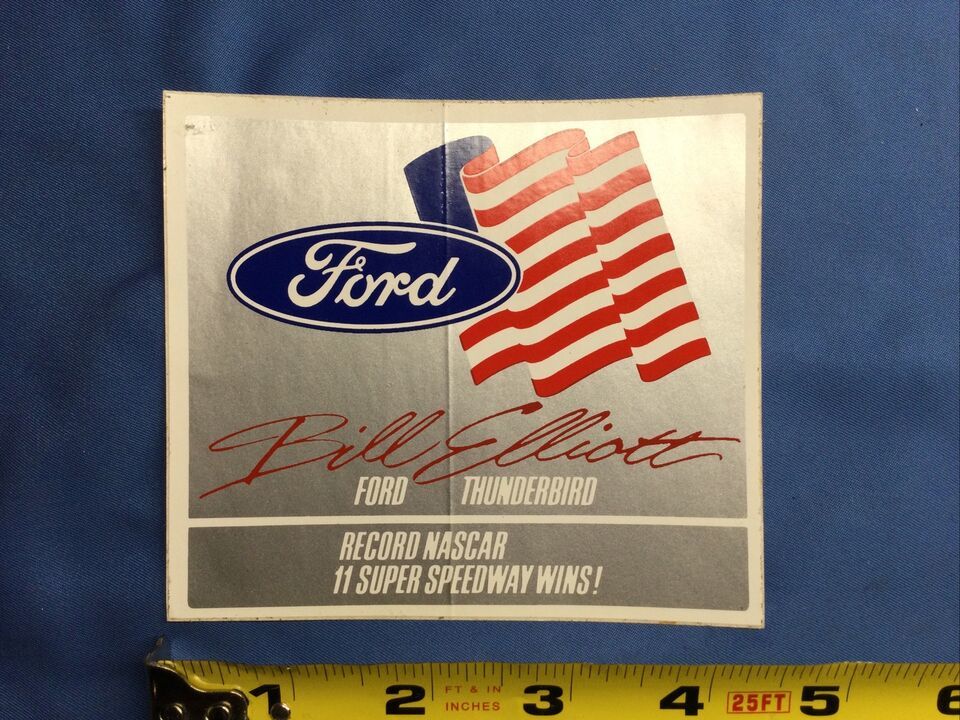 Ford
Bill Elliott
FORD THUNDERBIRD
RECORD NASCAR
11 SUPER SPEEDWAY WINS!
1 2 FT & IN INCHES 3 4 25FT 5 6